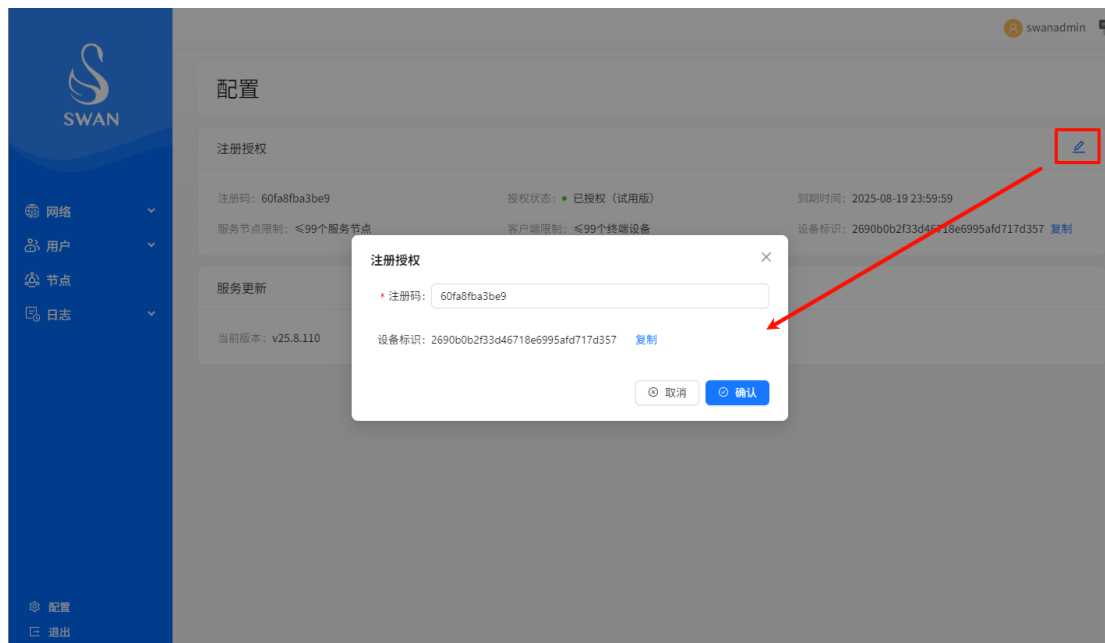 swanadmin
SWAN
网络
用户
节点
日志
配置
退出
配置
注册授权
注册码： 60fa8fba3be9
授权状态： 已授权（试用版）
到期时间： 2025-08-19 23:59:59
服务节点限制： ≤99个服务节点
客户端限制： ≤99个终端设备
设备标识： 2690b0b2f33d46718e6995afd717d357 复制
服务更新
当前版本： v25.8.110
注册授权
* 注册码： 60fa8fba3be9
设备标识： 2690b0b2f33d46718e6995afd717d357 复制
取消 确认